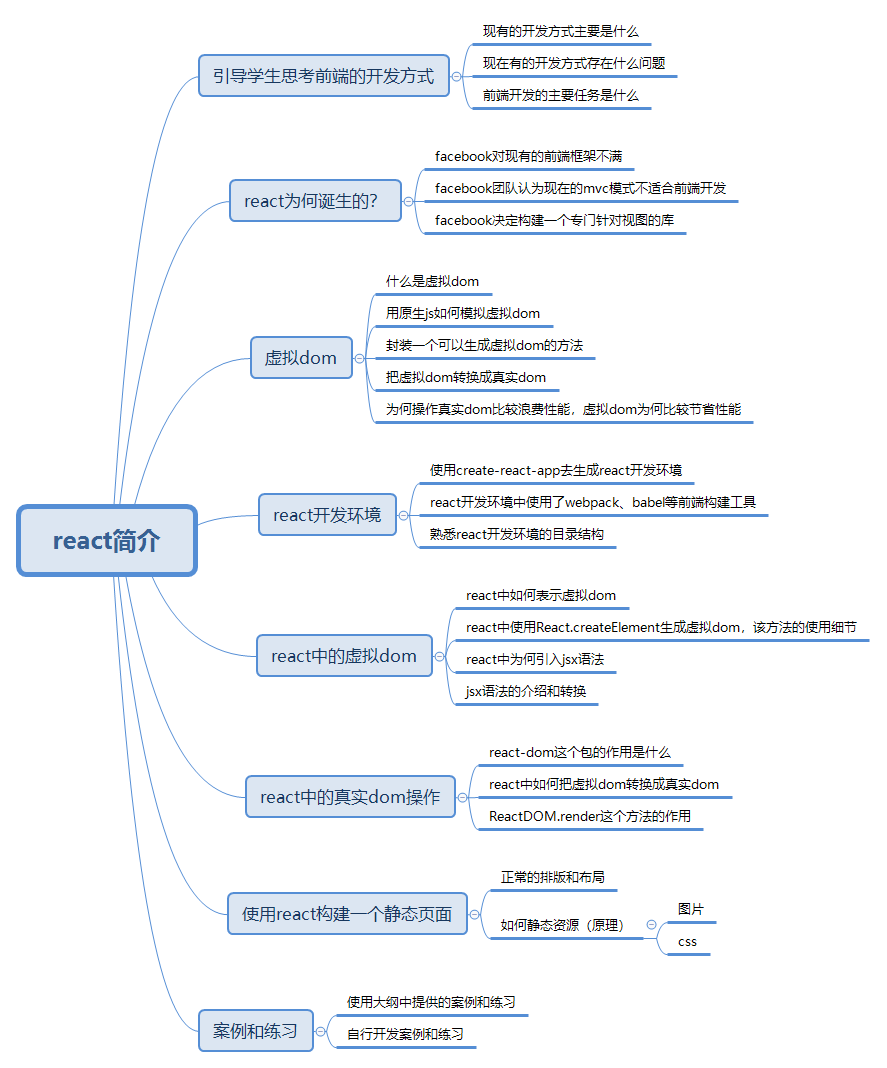 react简介
引导学生思考前端的开发方式
现有的开发方式主要是什么
现在有的开发方式存在什么问题
前端开发的主要任务是什么
react为何诞生的?
facebook对现有的前端框架不满
facebook团队认为现在的mvc模式不适合前端开发
facebook决定构建一个专门针对视图的库
虚拟dom
什么是虚拟dom
用原生js如何模拟虚拟dom
封装一个可以生成虚拟dom的方法
把虚拟dom转换成真实dom
为何操作真实dom比较浪费性能，虚拟dom为何比较节省性能
react开发环境
使用create-react-app去生成react开发环境
react开发环境中使用了webpack、babel等前端构建工具
熟悉react开发环境的目录结构
react中的虚拟dom
react中如何表示虚拟dom
react中使用React.createElement生成虚拟dom，该方法的使用细节
react中为何引入jsx语法
jsx语法的介绍和转换
react中的真实dom操作
react-dom这个包的作用是什么
react中如何把虚拟dom转换成真实dom
ReactDOM.render这个方法的作用
使用react构建一个静态页面
正常的排版和布局
如何静态资源（原理）
图片
css
案例和练习
使用大纲中提供的案例和练习
自行开发案例和练习